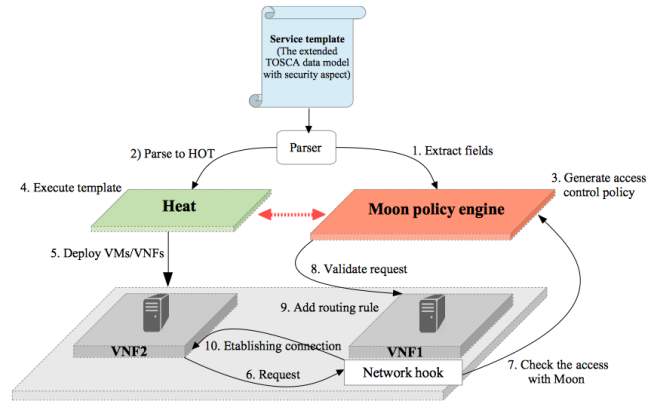 Service template
(The extended
TOSCA data model
with security aspect)
Parser
2) Parse to HOT
1. Extract fields
4. Execute template
3. Generate access
control policy
Heat
Moon policy engine
5. Deploy VMs/VNFs
8. Validate request
9. Add routing rule
VNF2
10. Etablishing connection
VNF1
6. Request
Network hook
7. Check the access
with Moon